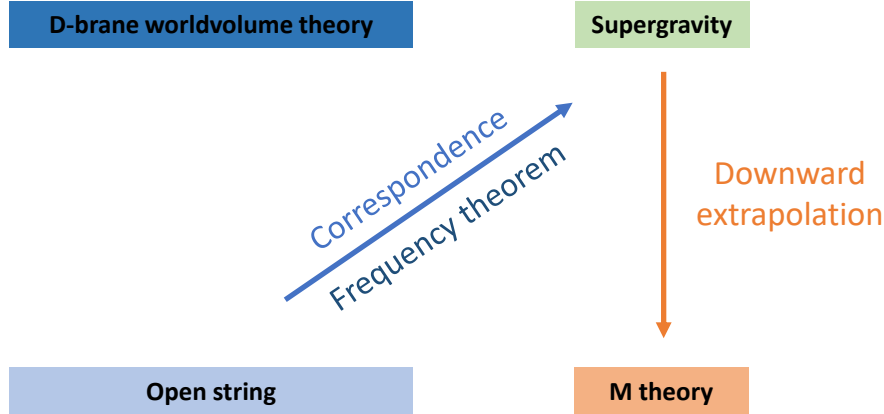 D-brane worldvolume theory
Supergravity
Correspondence
Frequency theorem
Downward
extrapolation
Open string
M theory